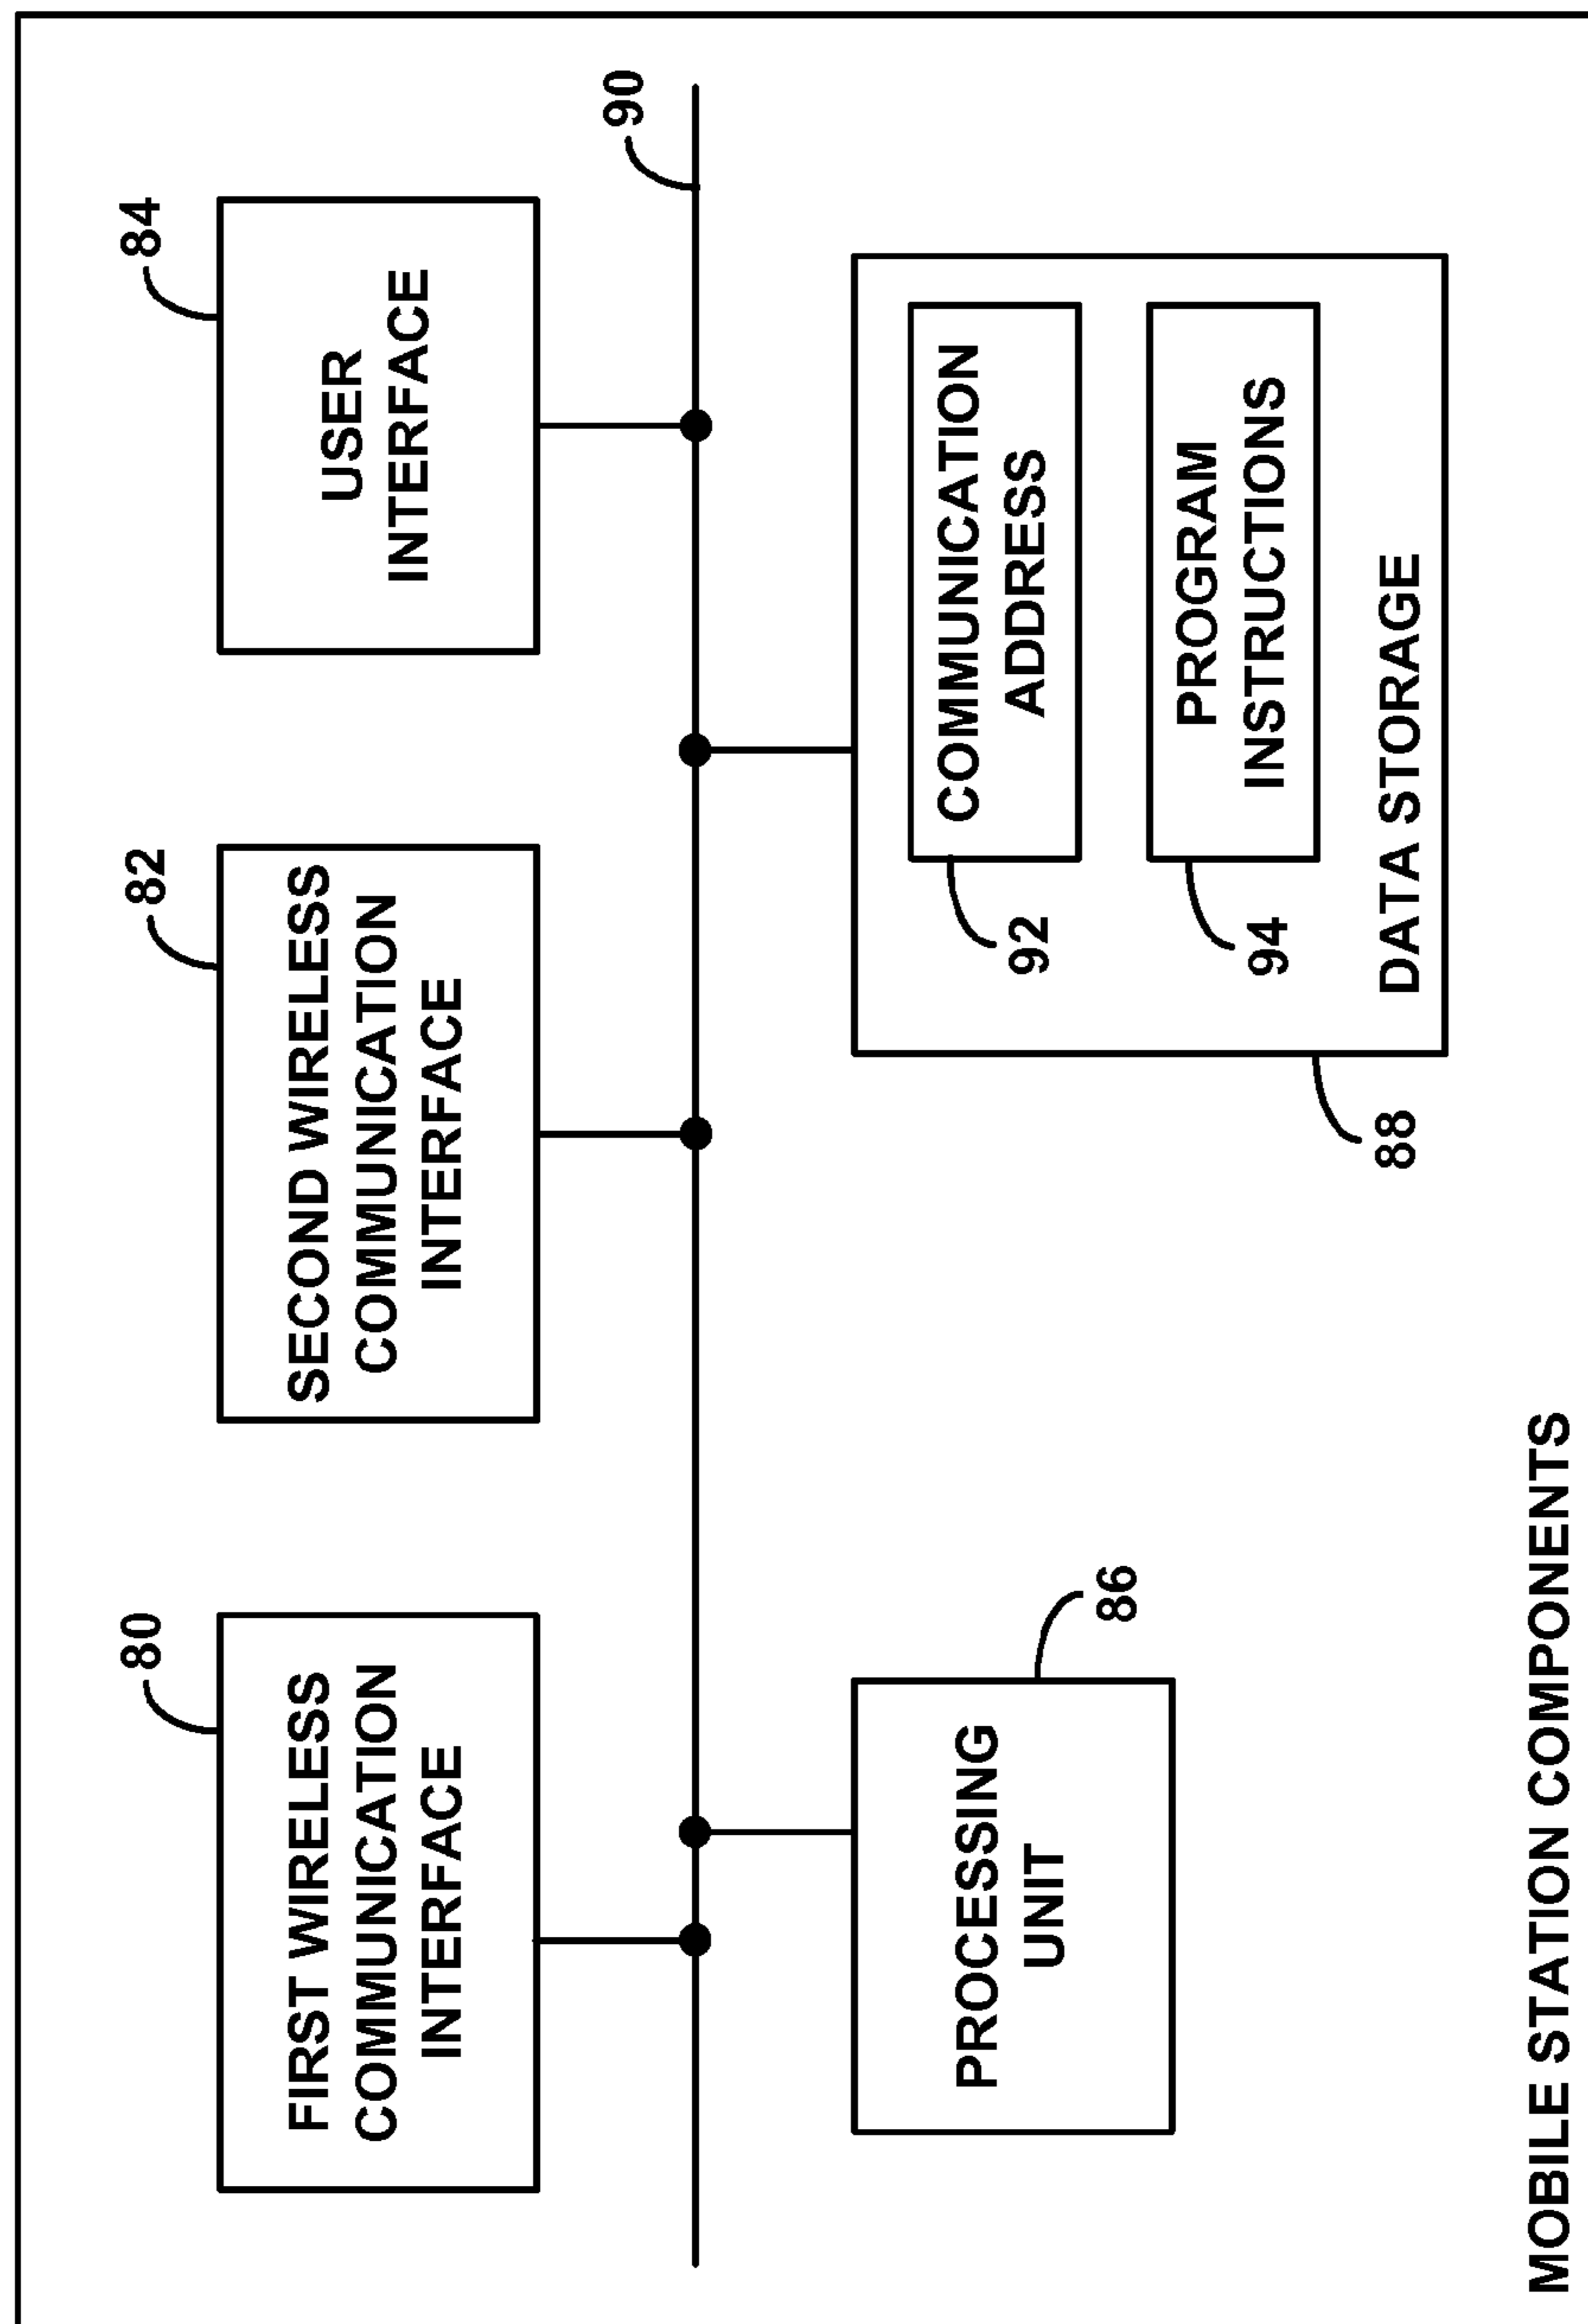 80
FIRST WIRELESS
COMMUNICATION
INTERFACE
82
SECOND WIRELESS
COMMUNICATION
INTERFACE
84
USER
INTERFACE
90
PROCESSING
UNIT
86
COMMUNICATION
ADDRESS
92
PROGRAM
INSTRUCTIONS
94
DATA STORAGE
88
MOBILE STATION COMPONENTS